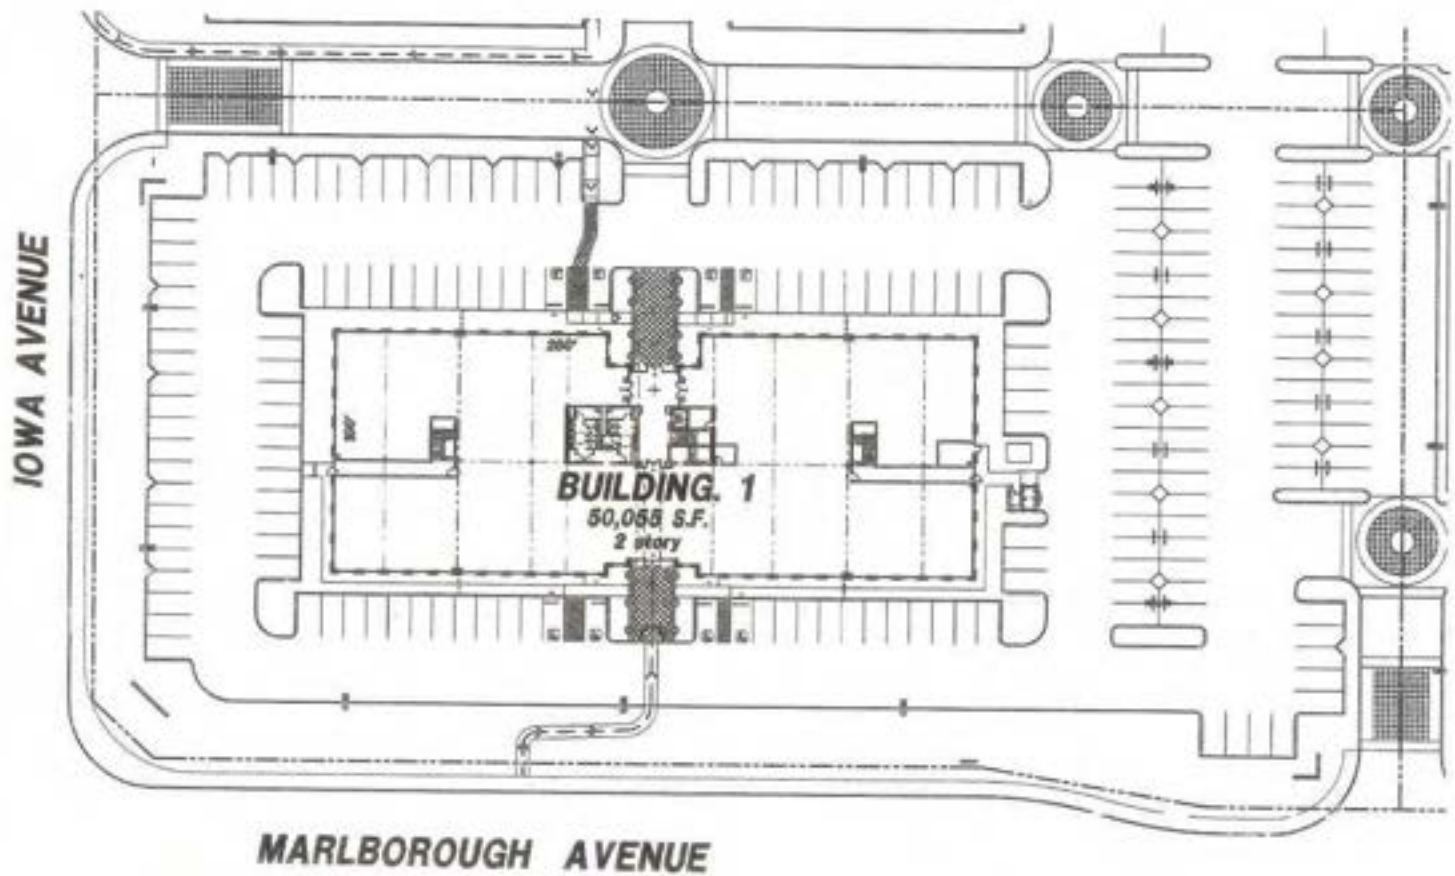 IOWA AVENUE
BUILDING. 1
50,055 S.F.
2 story
MARLBOROUGH AVENUE